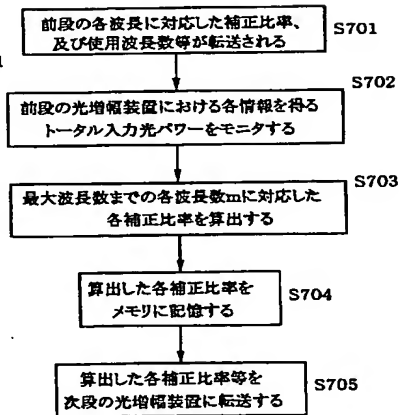 前段の各波長に対応した補正比率、
及び使用波長数等が転送される
S701
S702
前段の光増幅装置における各情報を得る
トータル入力光パワーをモニタする
S703
最大波長数までの各波長数mに対応した
各補正比率を算出する
算出した各補正比率を
メモリに記憶する
S704
算出した各補正比率等を
次段の光増幅装置に転送する
S705